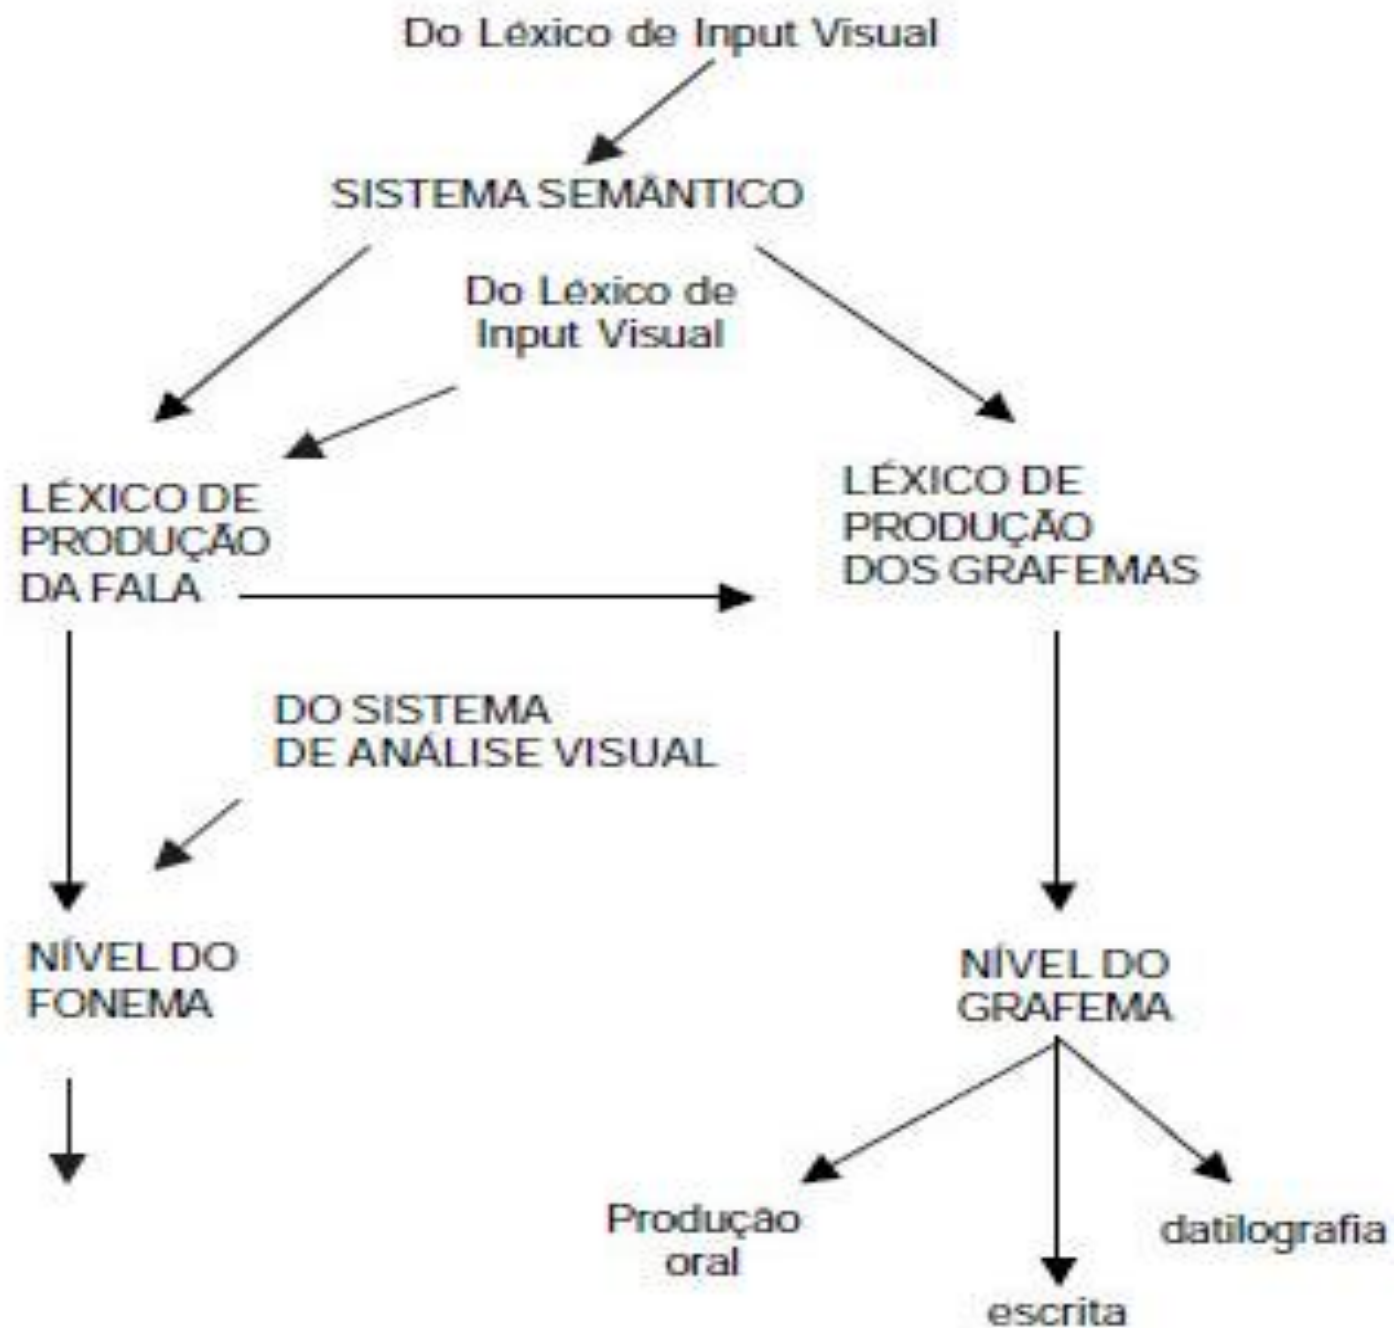 Do Léxico de Input Visual
SISTEMA SEMÂNTICO
Do Léxico de
Input Visual
LÉXICO DE
PRODUÇÃO
DA FALA
LÉXICO DE
PRODUÇÃO
DOS GRAFEMAS
DO SISTEMA
DE ANÁLISE VISUAL
NÍVEL DO
FONEMA
NÍVEL DO
GRAFEMA
Produção
oral
datilografia
escrita